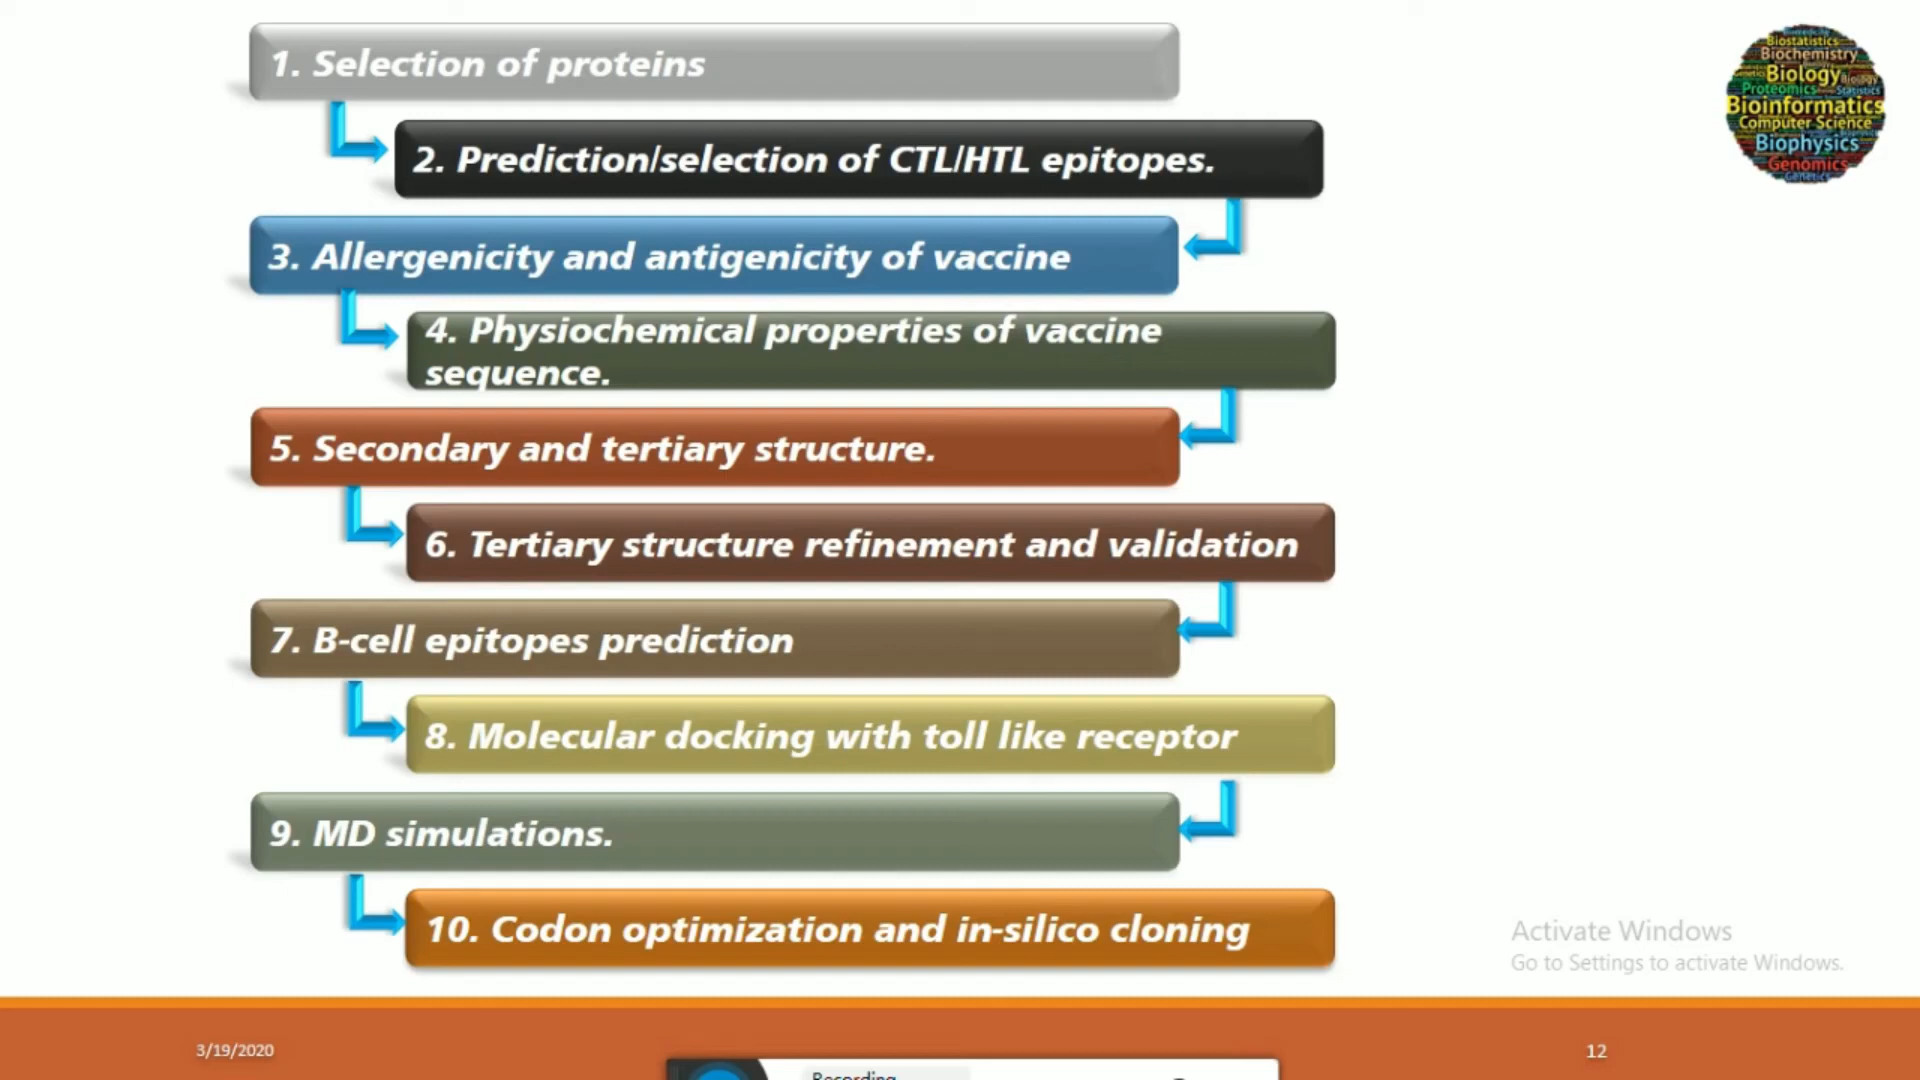 1. Selection of proteins
2. Prediction/selection of CTL/HTL epitopes.
3. Allergenicity and antigenicity of vaccine
4. Physiochemical properties of vaccine
sequence.
5. Secondary and tertiary structure.
6. Tertiary structure refinement and validation
7. B-cell epitopes prediction
8. Molecular docking with toll like receptor
9. MD simulations.
10. Codon optimization and in-silico cloning
Biostatistics
Biochemistry
Biology
Proteomics
Statistics
Bioinformatics
Computer Science
Biophysics
Genomics
Genetics
Activate Windows
Go to Settings to activate Windows.
3/19/2020
12
Recording